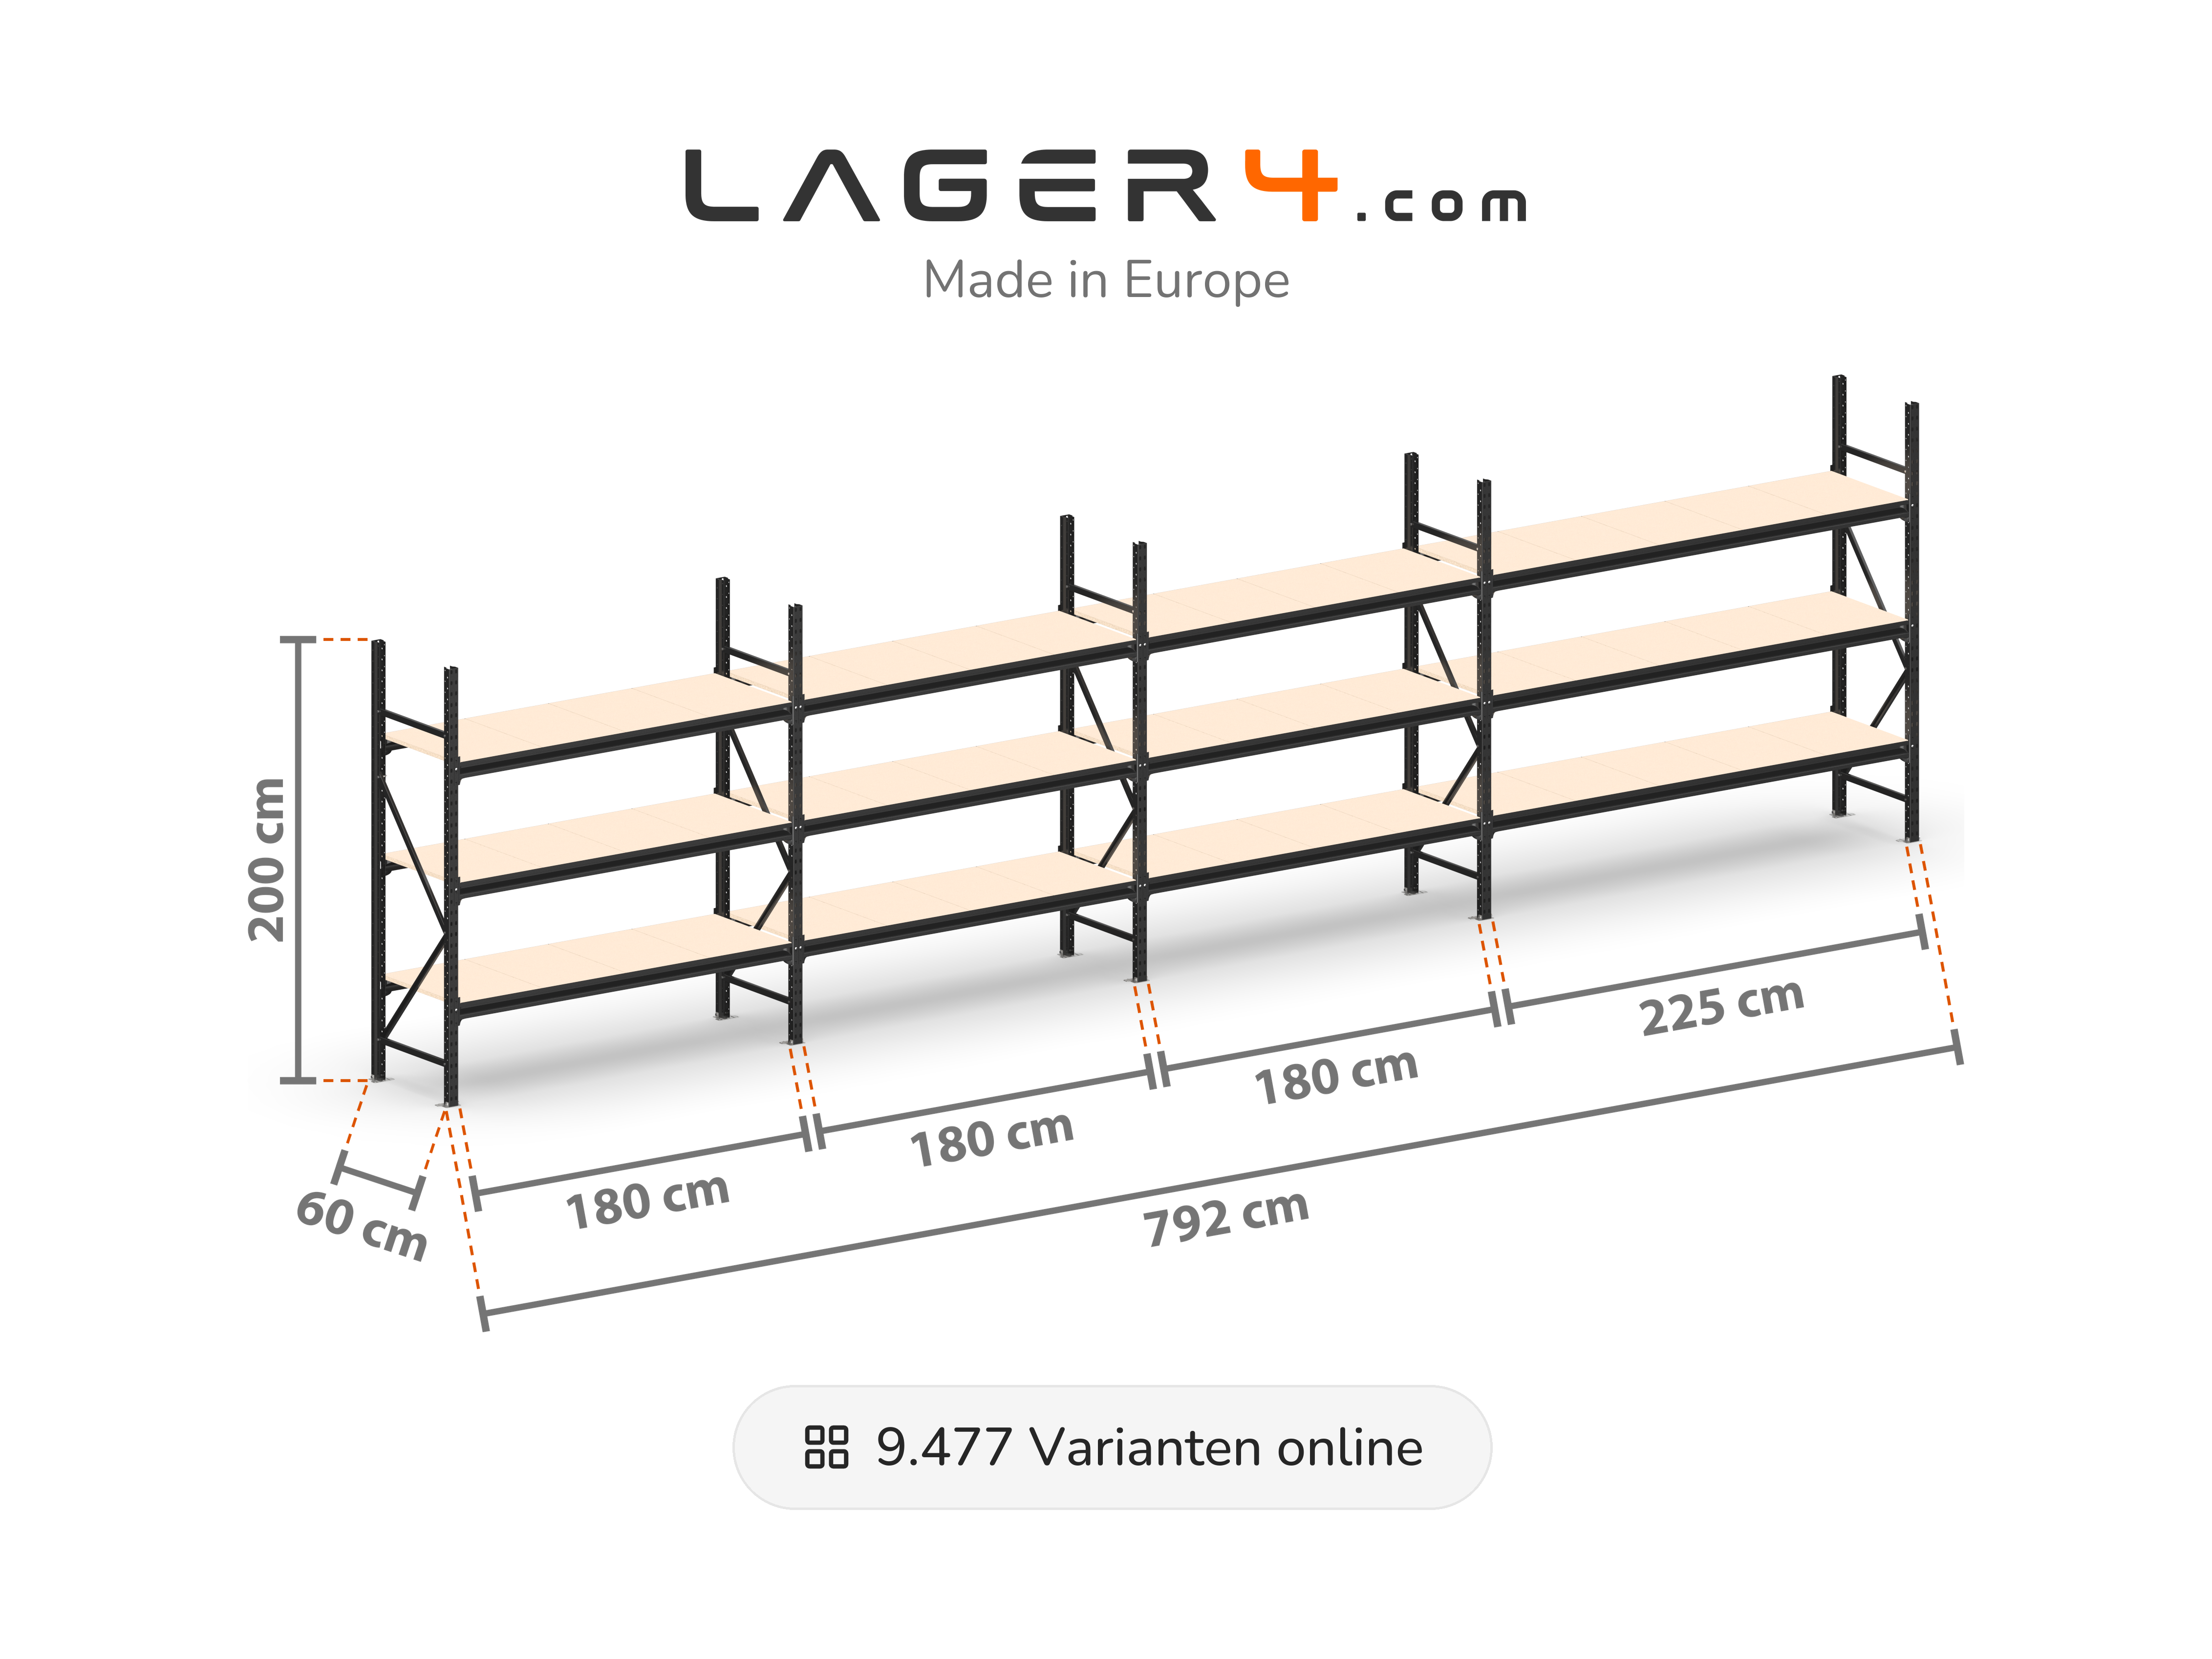 LAGER4.com
Made in Europe
200 cm
60 cm
180 cm
180 cm
180 cm
225 cm
792 cm
9.477 Varianten online